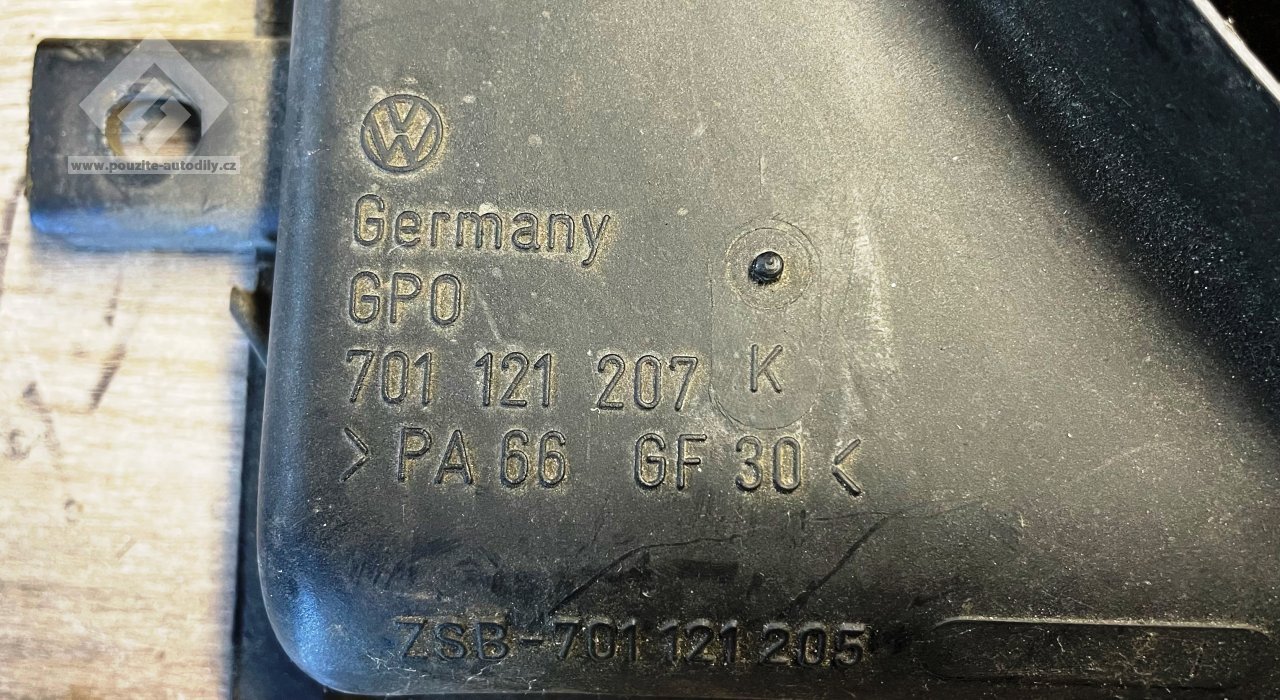 www.pouzite-autodily.cz
Germany
GPO
701 121 207 K
>PA 66 GF 30<
ZSB-701 121 205